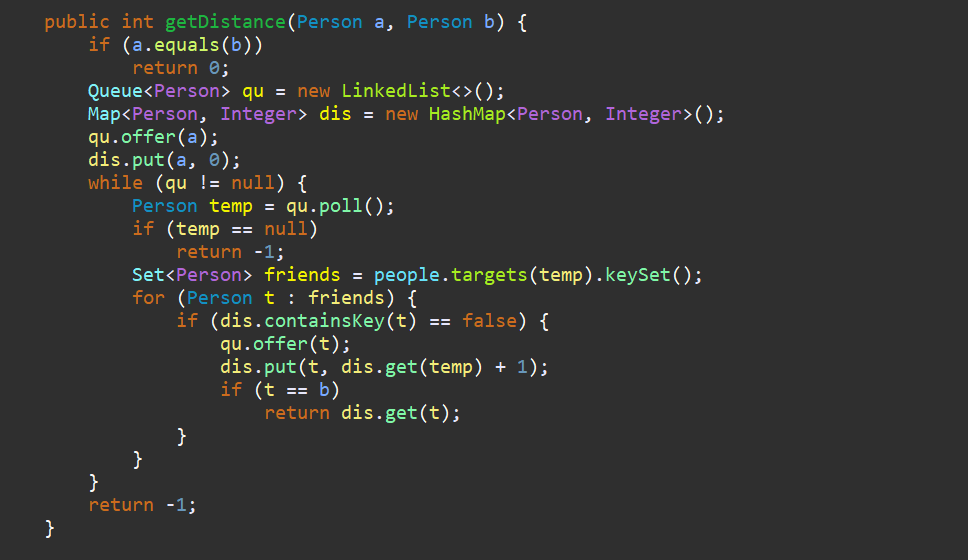 public int getDistance(Person a, Person b) {
    if (a.equals(b))
        return 0;
    Queue<Person> qu = new LinkedList<>();
    Map<Person, Integer> dis = new HashMap<Person, Integer>();
    qu.offer(a);
    dis.put(a, 0);
    while (qu != null) {
        Person temp = qu.poll();
        if (temp == null)
            return -1;
        Set<Person> friends = people.targets(temp).keySet();
        for (Person t : friends) {
            if (dis.containsKey(t) == false) {
                qu.offer(t);
                dis.put(t, dis.get(temp) + 1);
                if (t == b)
                    return dis.get(t);
            }
        }
    }
    return -1;
}